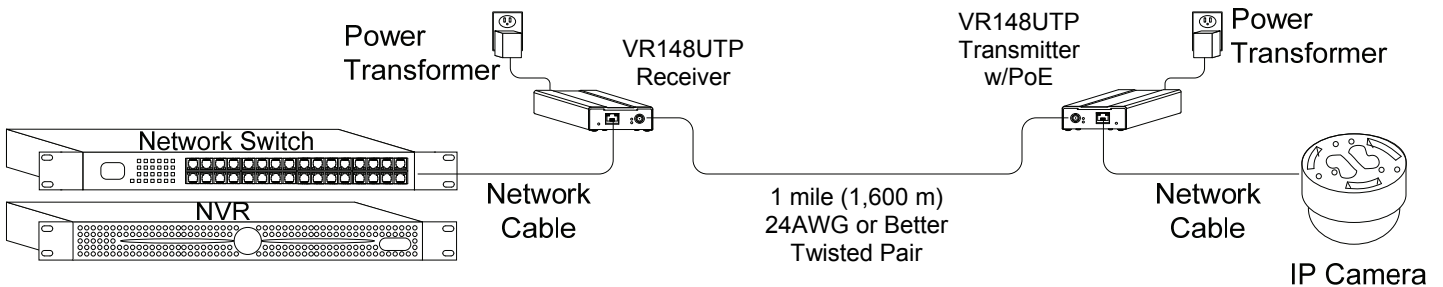 Power
Transformer
VR148UTP
Receiver
VR148UTP
Transmitter
w/PoE
Power
Transformer
Network Switch
NVR
Network
Cable
1 mile (1,600 m)
24AWG or Better
Twisted Pair
Network
Cable
IP Camera